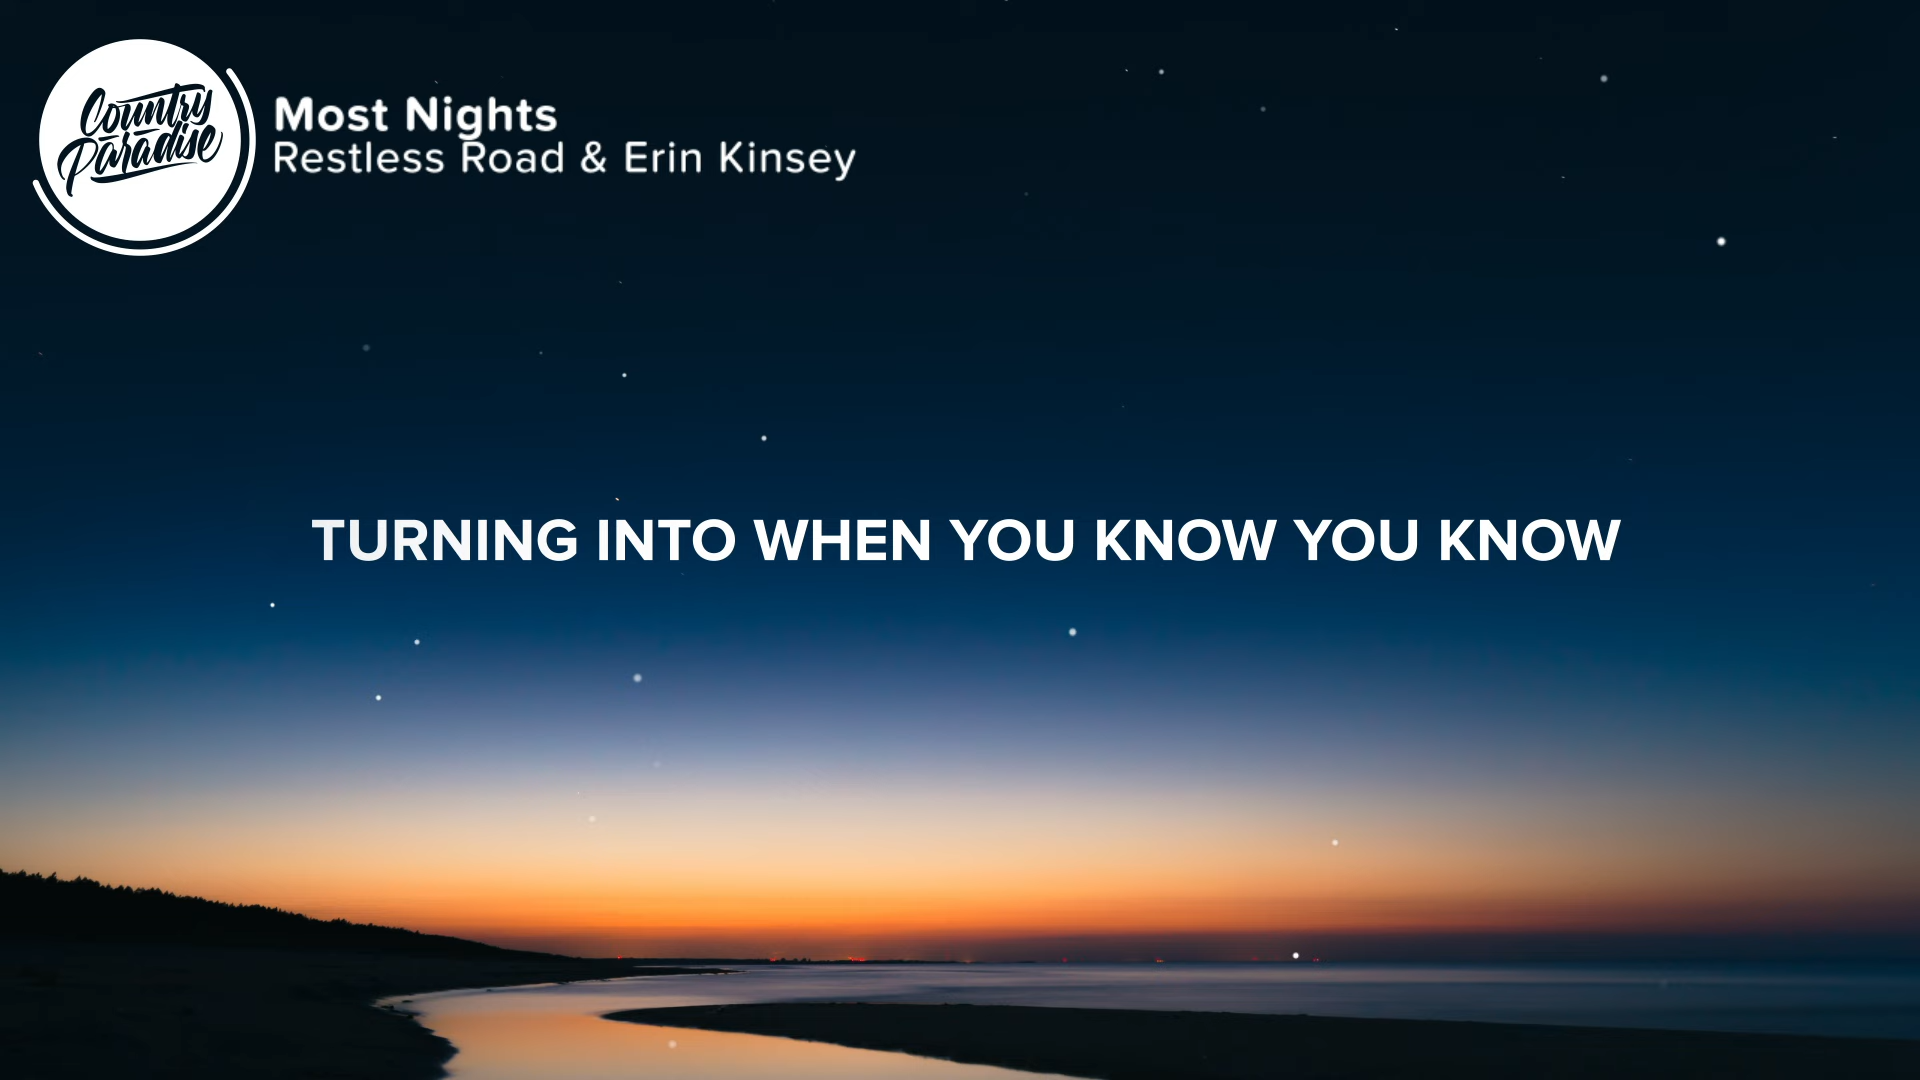 Country
Paradise
Most Nights
Restless Road & Erin Kinsey
TURNING INTO WHEN YOU KNOW YOU KNOW